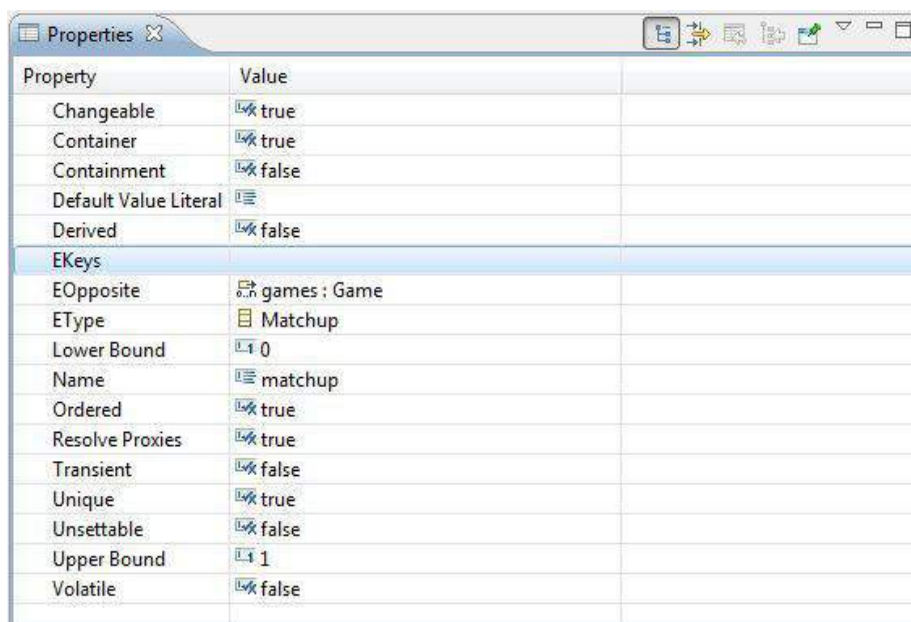 Properties
Property Value
Changeable true
Container true
Containment false
Default Value Literal
Derived false
EKeys
EOpposite games : Game
EType Matchup
Lower Bound 0
Name matchup
Ordered true
Resolve Proxies true
Transient false
Unique true
Unsettable false
Upper Bound 1
Volatile false